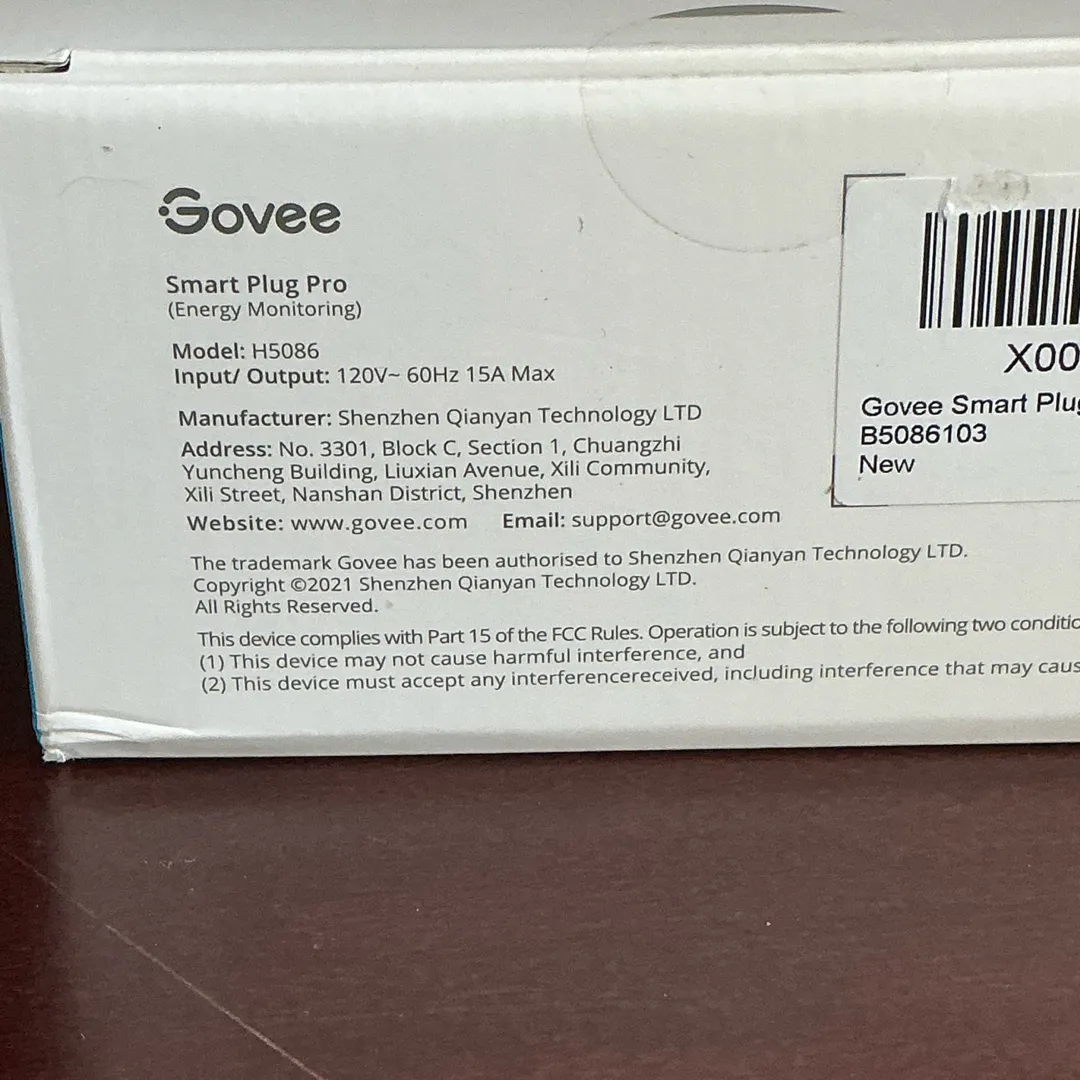 Govee
Smart Plug Pro
(Energy Monitoring)
Model: H5086
Input/ Output: 120V~ 60Hz 15A Max
Manufacturer: Shenzhen Qianyan Technology LTD
Address: No. 3301, Block C, Section 1, Chuangzhi
Yuncheng Building, Liuxian Avenue, Xili Community,
Xili Street, Nanshan District, Shenzhen
Website: www.govee.com Email: support@govee.com
The trademark Govee has been authorised to Shenzhen Qianyan Technology LTD.
Copyright ©2021 Shenzhen Qianyan Technology LTD.
All Rights Reserved.
This device complies with Part 15 of the FCC Rules. Operation is subject to the following two
(1) This device may not cause harmful interference, and
(2) This device must accept any interferencereceived, including interference that may
X00
Govee Smart
B5086103
New